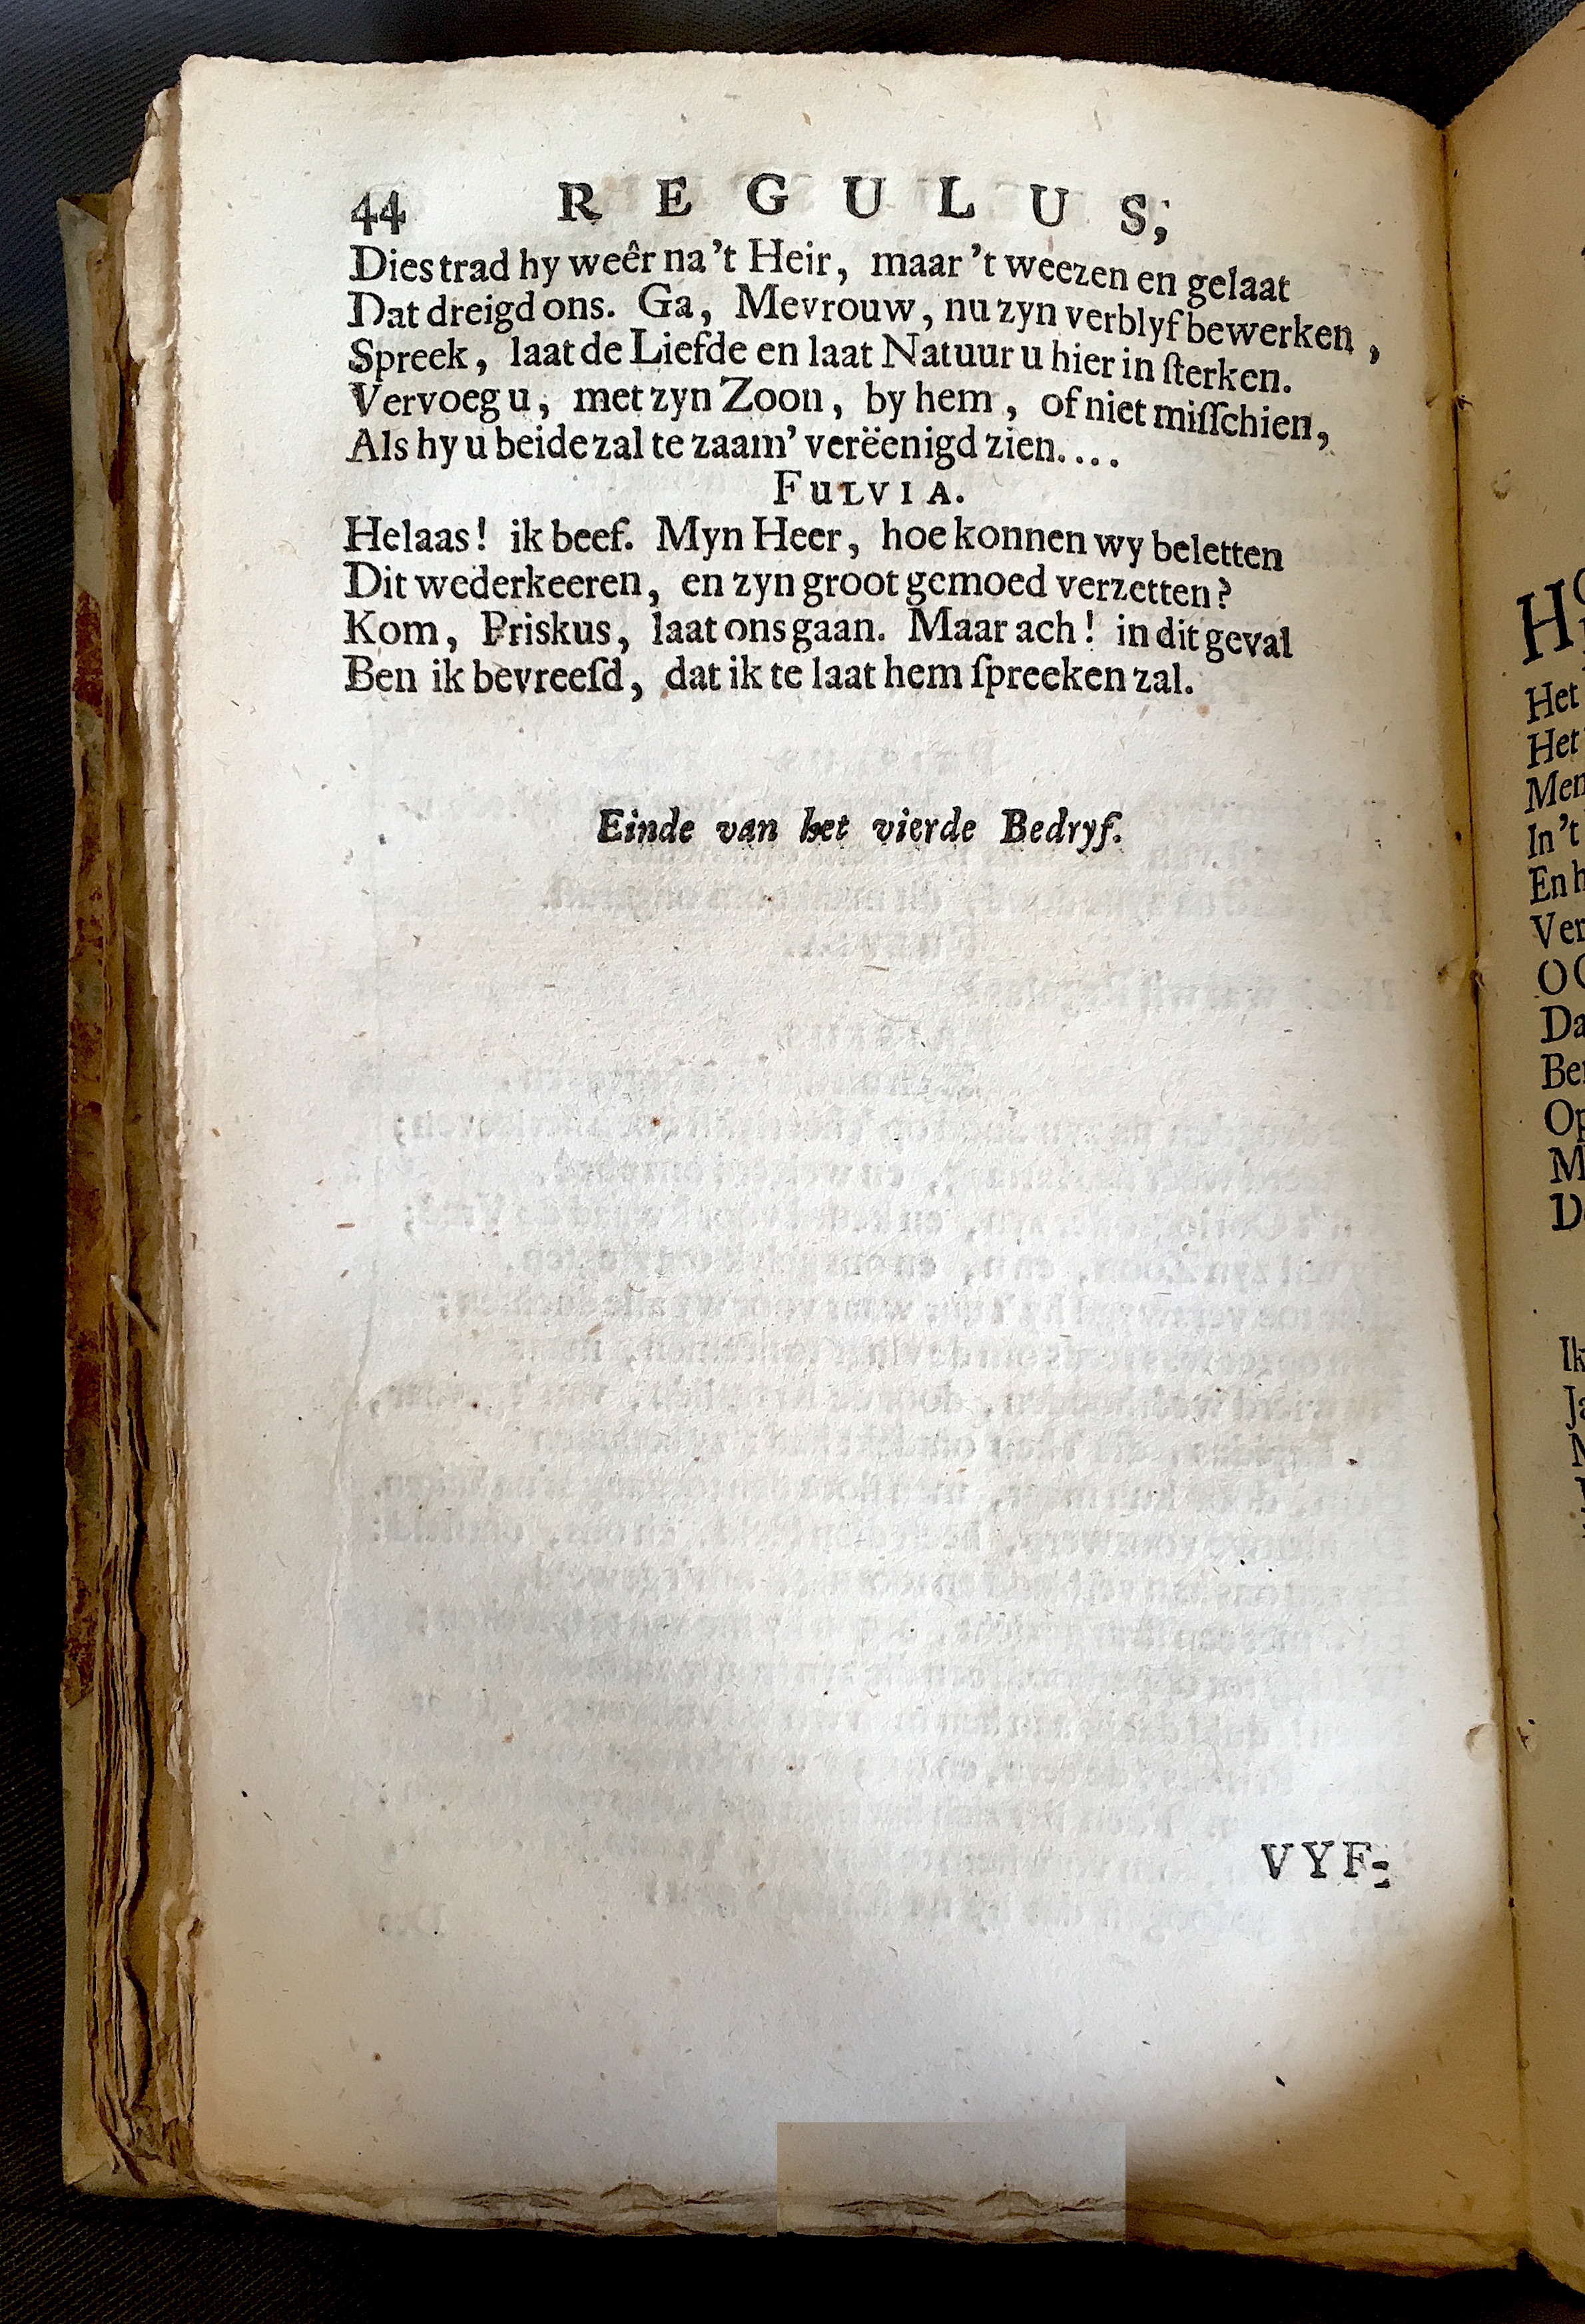 44 REGULUS;
Dies trad hy weêr na 't Heir, maar 't weezen en gelaat
Dat dreigd ons. Ga, Mevrouw, nu zyn verblyf bewerken,
Spreek, laat de Liefde en laat Natuur u hier in ſterken.
Vervoeg u, met zyn Zoon, by hem, of niet miſſchien,
Als hy u beide zal te zaam' verëenigd zien....
FULVIA.
Helaas! ik beef. Myn Heer, hoe konnen wy beletten
Dit wederkeeren, en zyn groot gemoed verzetten?
Kom, Priskus, laat ons gaan. Maar ach! in dit geval
Ben ik bevreeſd, dat ik te laat hem ſpreeken zal.
Einde van het vierde Bedryf.
VYF-
Het
Het
In 't